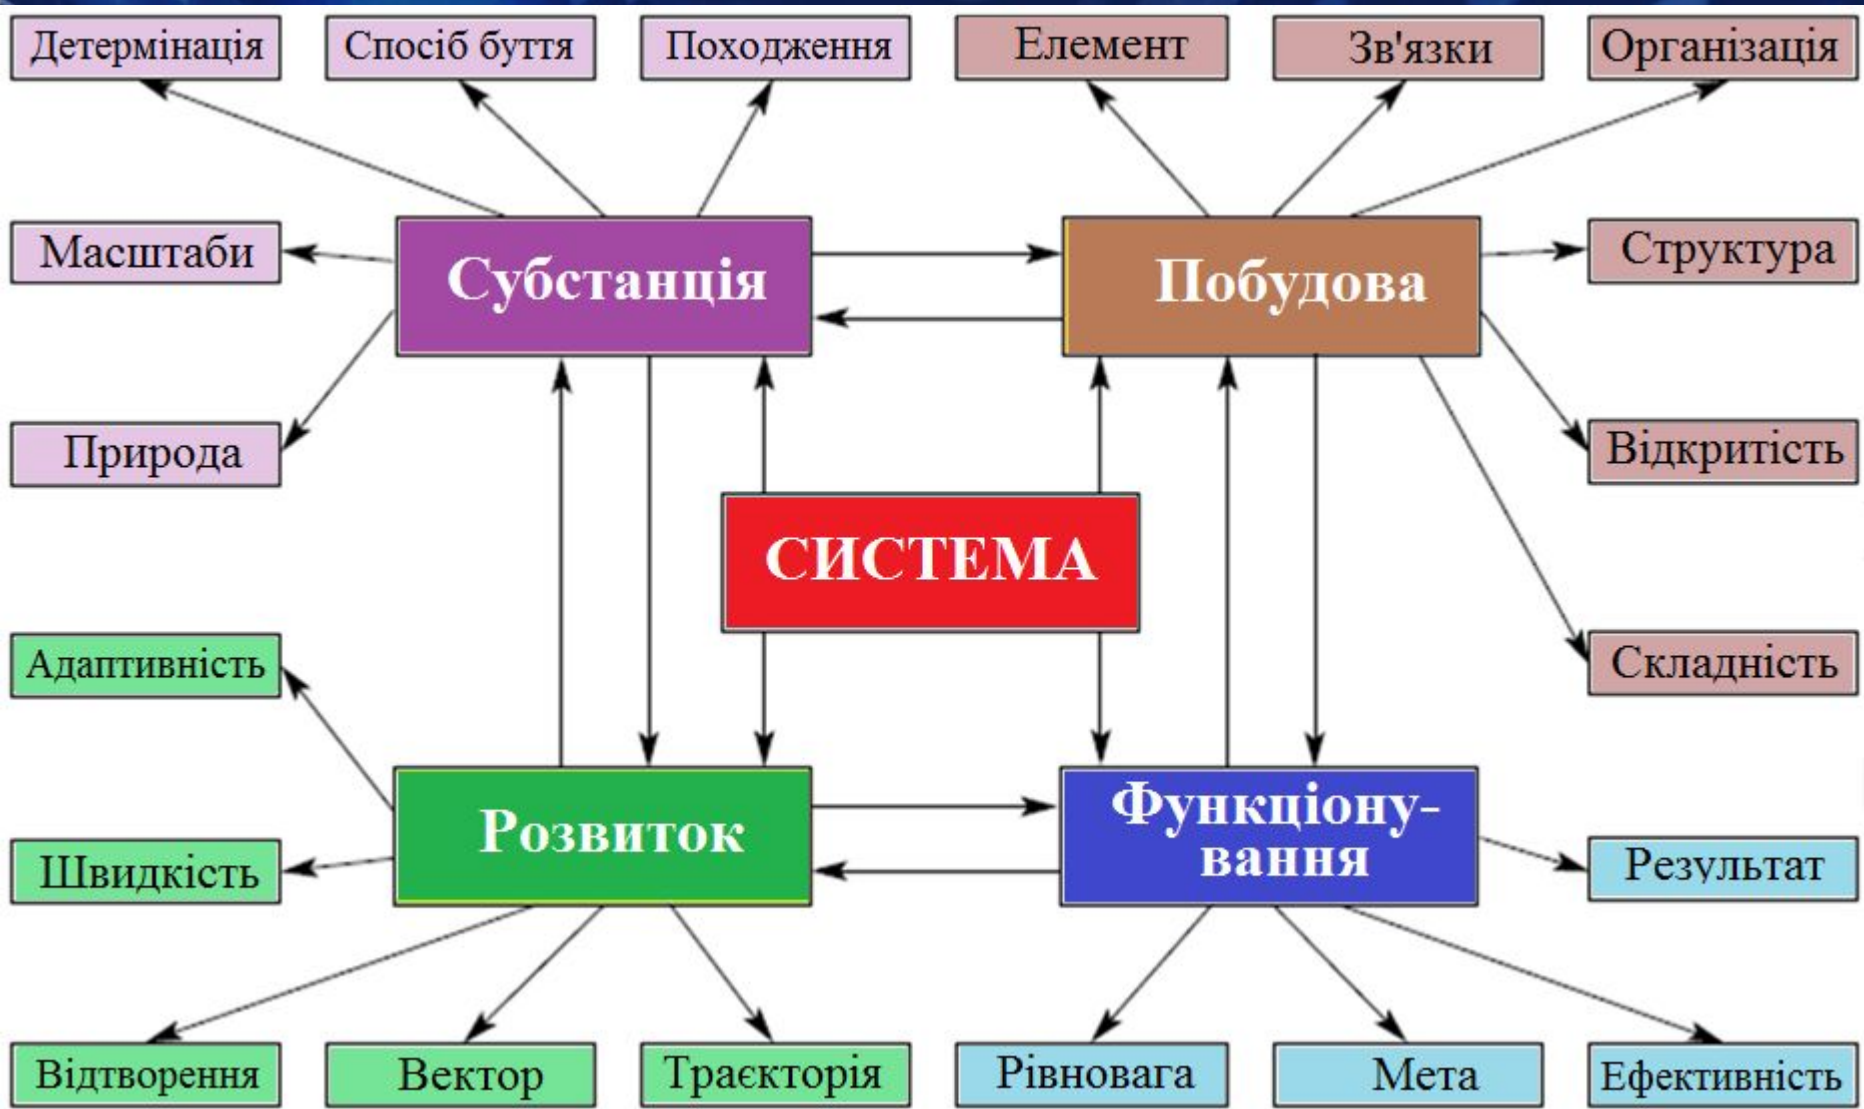 Детермінація
Спосіб буття
Походження
Елемент
Зв'язки
Організація
Масштаби
Субстанція
Побудова
Структура
Природа
Відкритість
СИСТЕМА
Адаптивність
Складність
Розвиток
Функціону-
вання
Швидкість
Результат
Відтворення
Вектор
Траєкторія
Рівновага
Мета
Ефективність